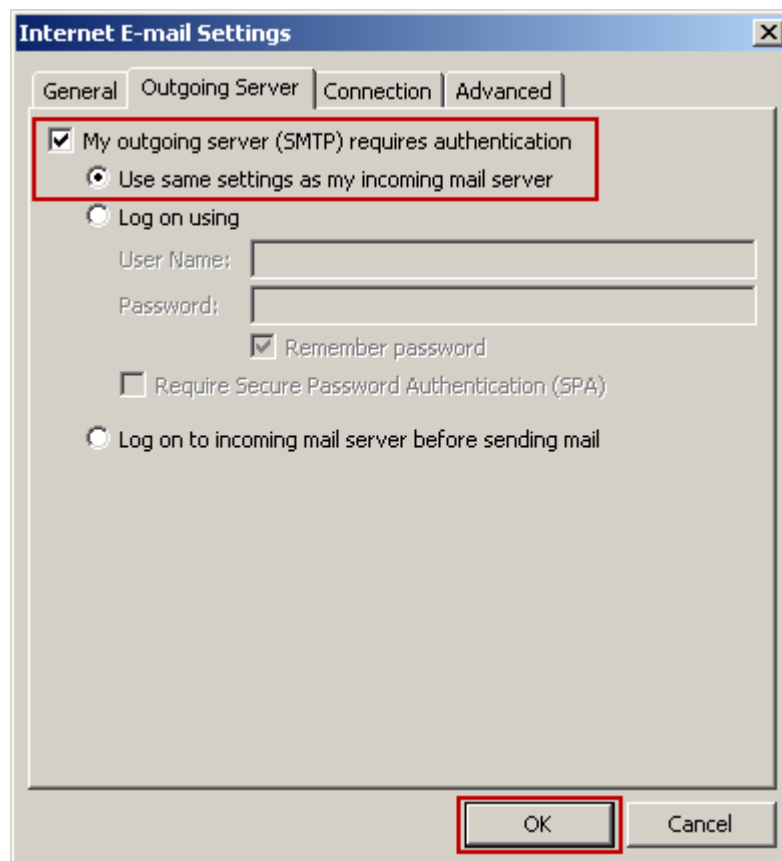 Internet E-mail Settings
General Outgoing Server Connection Advanced
My outgoing server (SMTP) requires authentication
Use same settings as my incoming mail server
Log on using
User Name:
Password:
Remember password
Require Secure Password Authentication (SPA)
Log on to incoming mail server before sending mail
OK Cancel